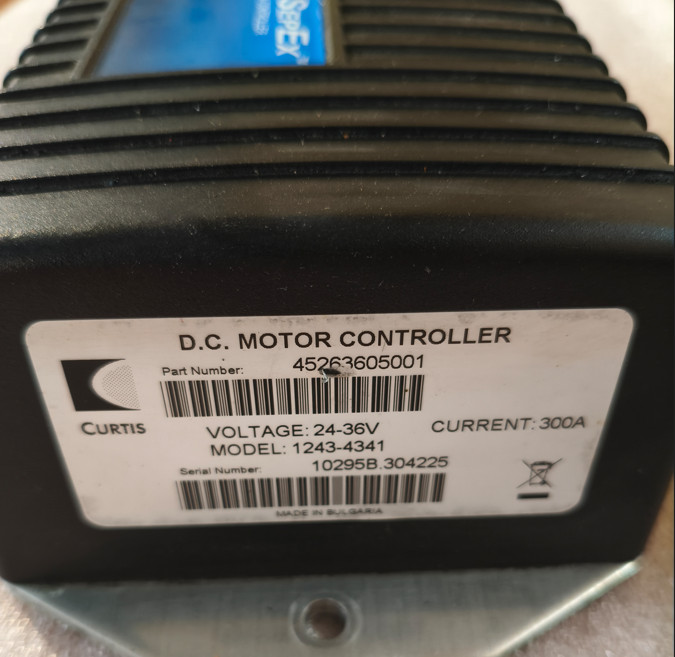 SepEx™
D.C. MOTOR CONTROLLER
Part Number: 45263605001
CURTIS
VOLTAGE: 24-36V
CURRENT: 300A
MODEL: 1243-4341
Serial Number: 10295B.304225
MADE IN BULGARIA